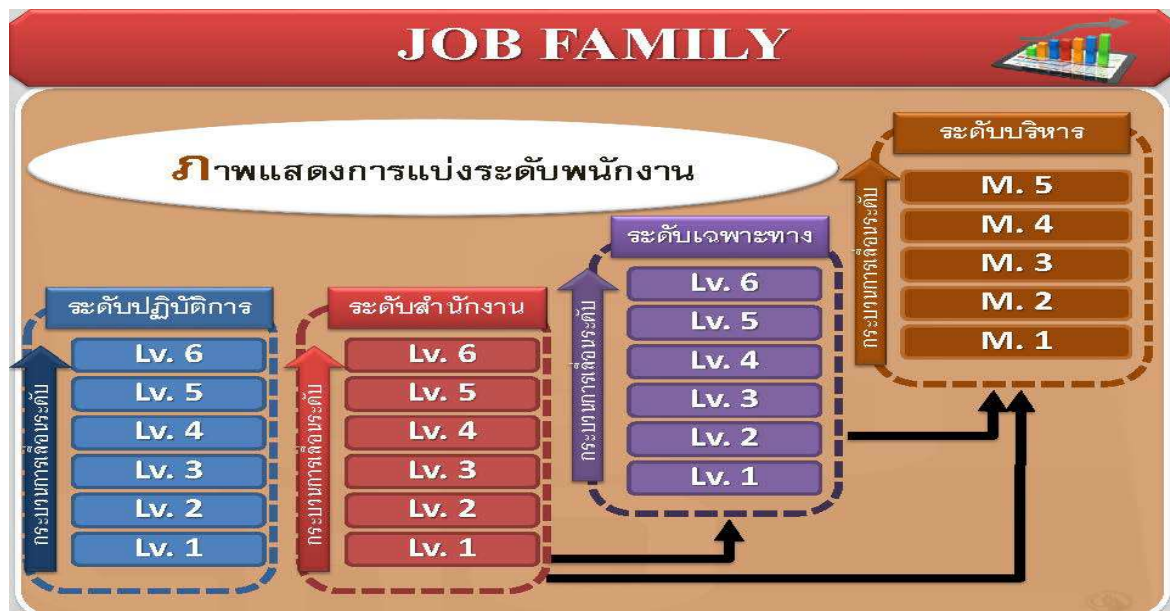 JOB FAMILY
ภาพแสดงการแบ่งระดับพนักงาน
ระดับปฏิบัติการ
กระบวนการเลื่อนระดับ
Lv. 6
Lv. 5
Lv. 4
Lv. 3
Lv. 2
Lv. 1
ระดับสำนักงาน
กระบวนการเลื่อนระดับ
Lv. 6
Lv. 5
Lv. 4
Lv. 3
Lv. 2
Lv. 1
ระดับเฉพาะทาง
กระบวนการเลื่อนระดับ
Lv. 6
Lv. 5
Lv. 4
Lv. 3
Lv. 2
Lv. 1
ระดับบริหาร
กระบวนการเลื่อนระดับ
M. 5
M. 4
M. 3
M. 2
M. 1